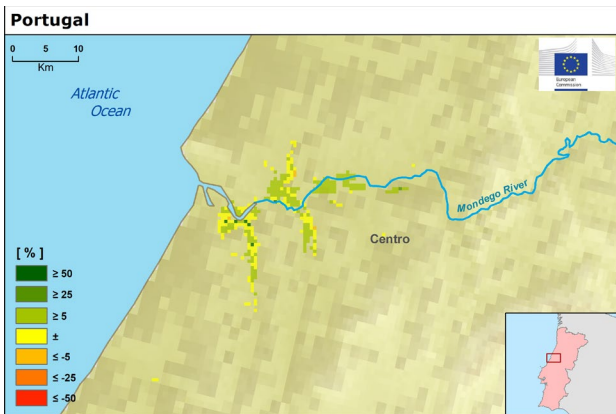 Portugal
0 5 10
Km
Atlantic
Ocean
European
Commission
Mondego River
Centro
[ % ]
≥ 50
≥ 25
≥ 5
±
≤ -5
≤ -25
≤ -50